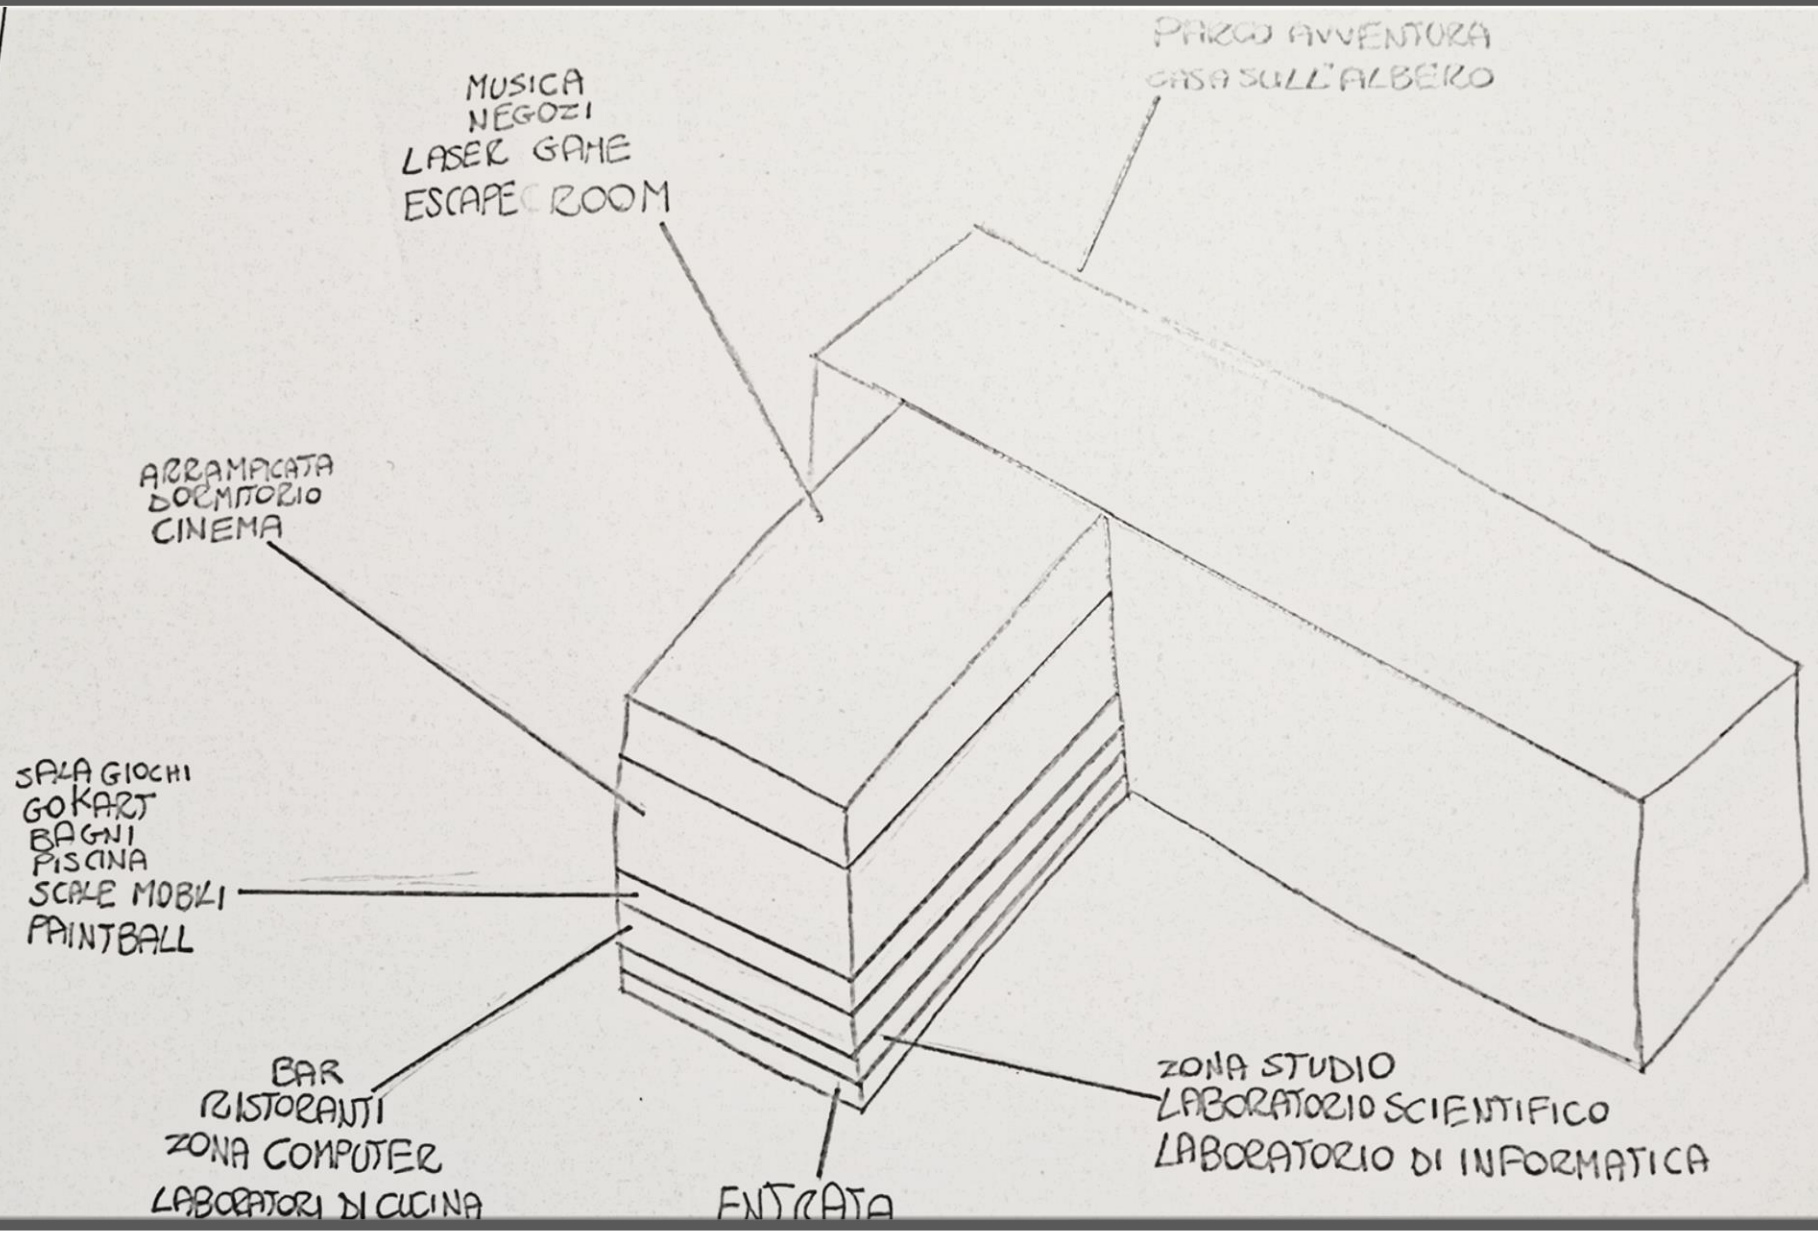 PARCO AVVENTURA
CASA SULL'ALBERO
MUSICA
NEGOZI
LASER GAME
ESCAPE ROOM
ARRAMPICATA
DORMITORIO
CINEMA
SALA GIOCHI
GOKART
BAGNI
PISCINA
SCALE MOBILI
PAINTBALL
BAR
RISTORANTI
ZONA COMPUTER
LABORATORI DI CUCINA
ENTRATA
ZONA STUDIO
LABORATORIO SCIENTIFICO
LABORATORIO DI INFORMATICA